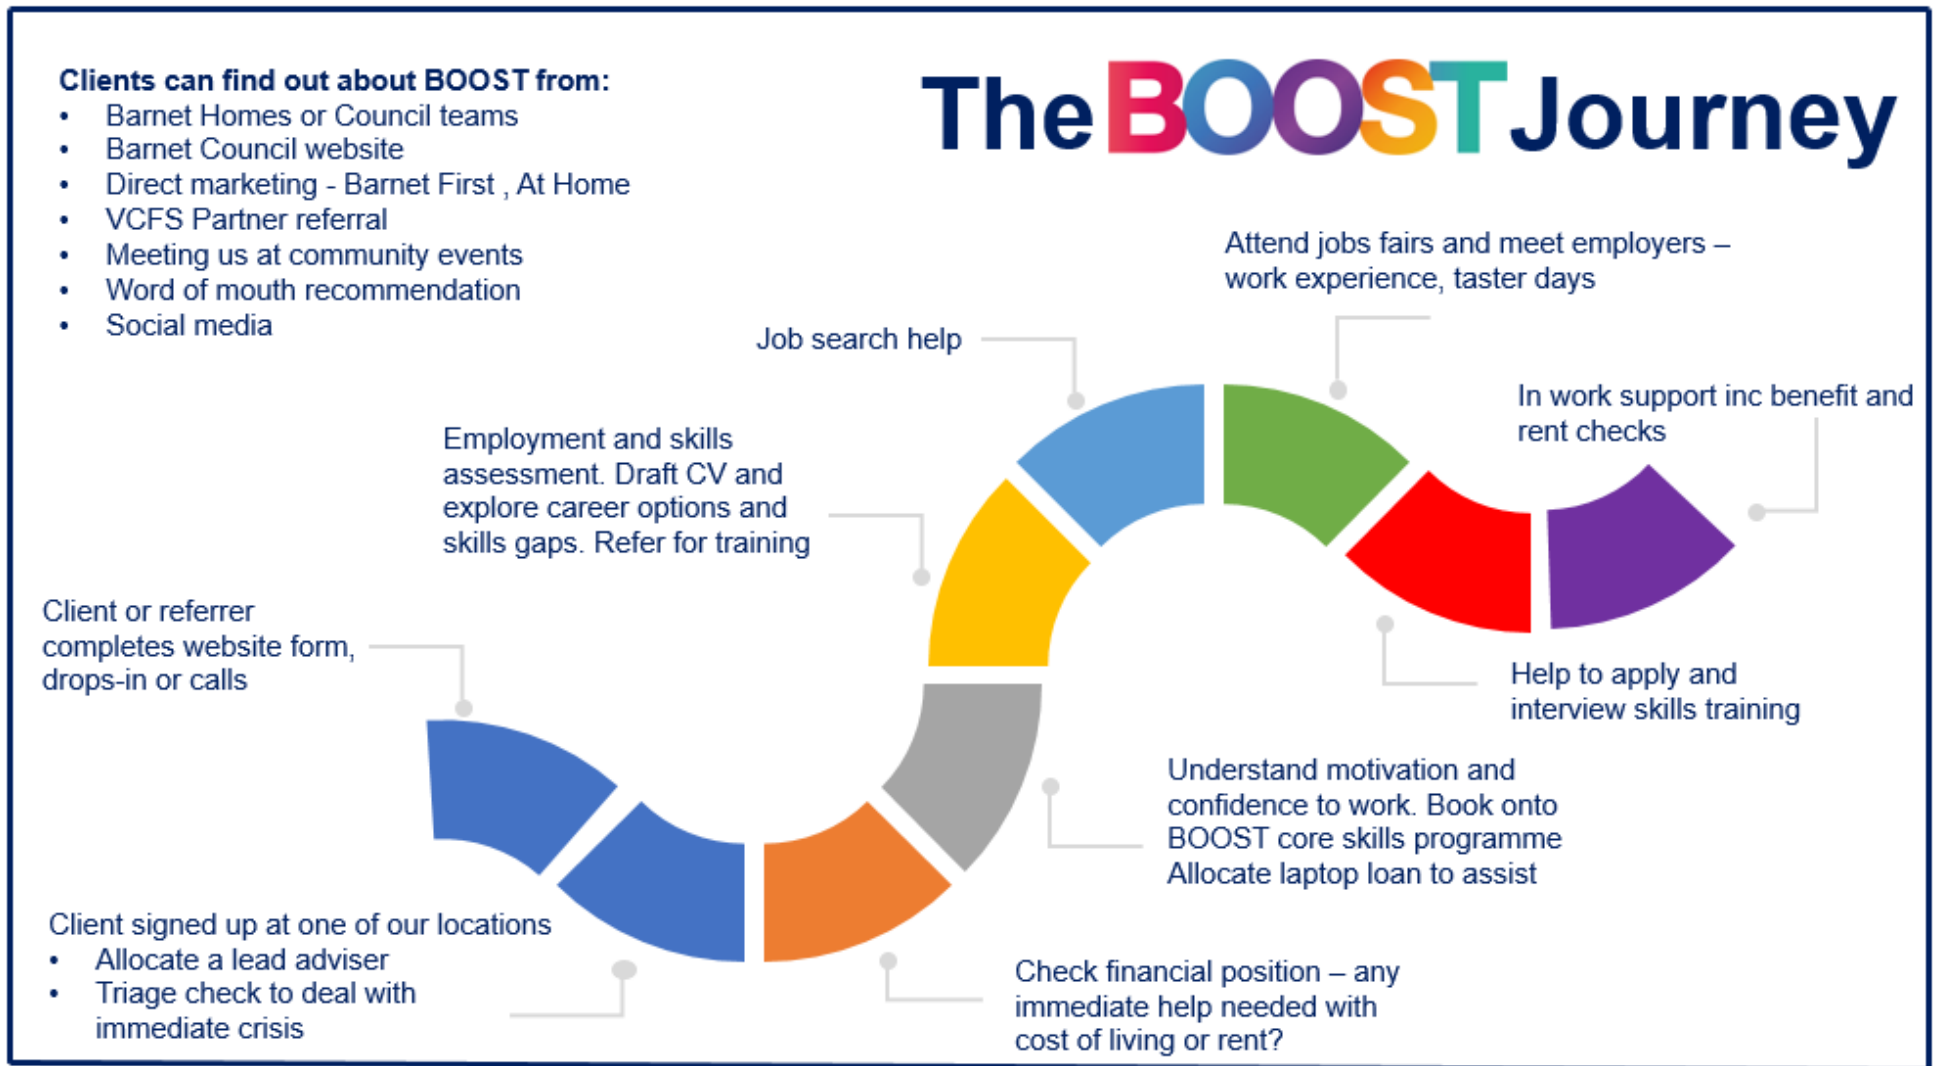 The BOOST Journey
Clients can find out about BOOST from:
• Barnet Homes or Council teams
• Barnet Council website
• Direct marketing - Barnet First , At Home
• VCFS Partner referral
• Meeting us at community events
• Word of mouth recommendation
• Social media
Client or referrer
completes website form,
drops-in or calls
Client signed up at one of our locations
• Allocate a lead adviser
• Triage check to deal with
immediate crisis
Check financial position – any
immediate help needed with
cost of living or rent?
Understand motivation and
confidence to work. Book onto
BOOST core skills programme
Allocate laptop loan to assist
Employment and skills
assessment. Draft CV and
explore career options and
skills gaps. Refer for training
Job search help
Attend jobs fairs and meet employers –
work experience, taster days
Help to apply and
interview skills training
In work support inc benefit and
rent checks